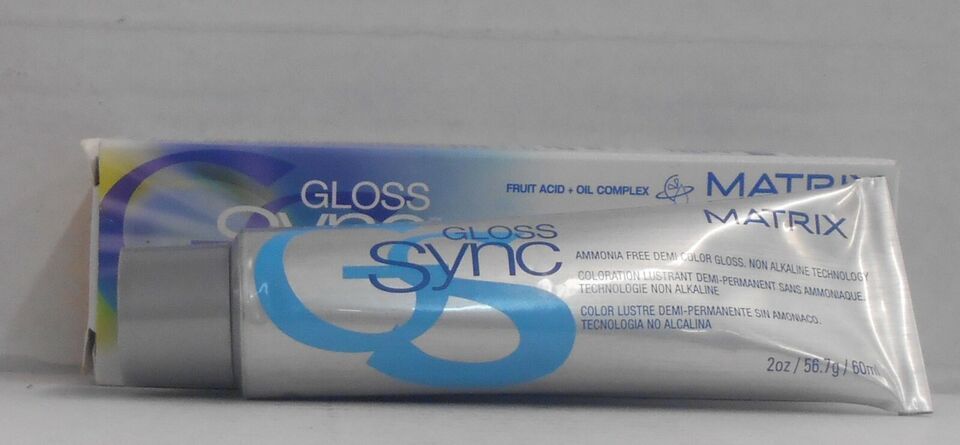 GLOSS
sync
FRUIT ACID + OIL COMPLEX
MATRIX
GLOSS
sync
MATRIX
AMMONIA FREE DEMI COLOR GLOSS. NON ALKALINE TECHNOLOGY
COLORATION LUSTRANT DEMI-PERMANENT SANS AMMONIAQUE.
TECHNOLOGIE NON ALKALINE
COLOR LUSTRE DEMI-PERMANENTE SIN AMONIACO.
TECNOLOGIA NO ALCALINA
2oz / 56.7g / 60ml